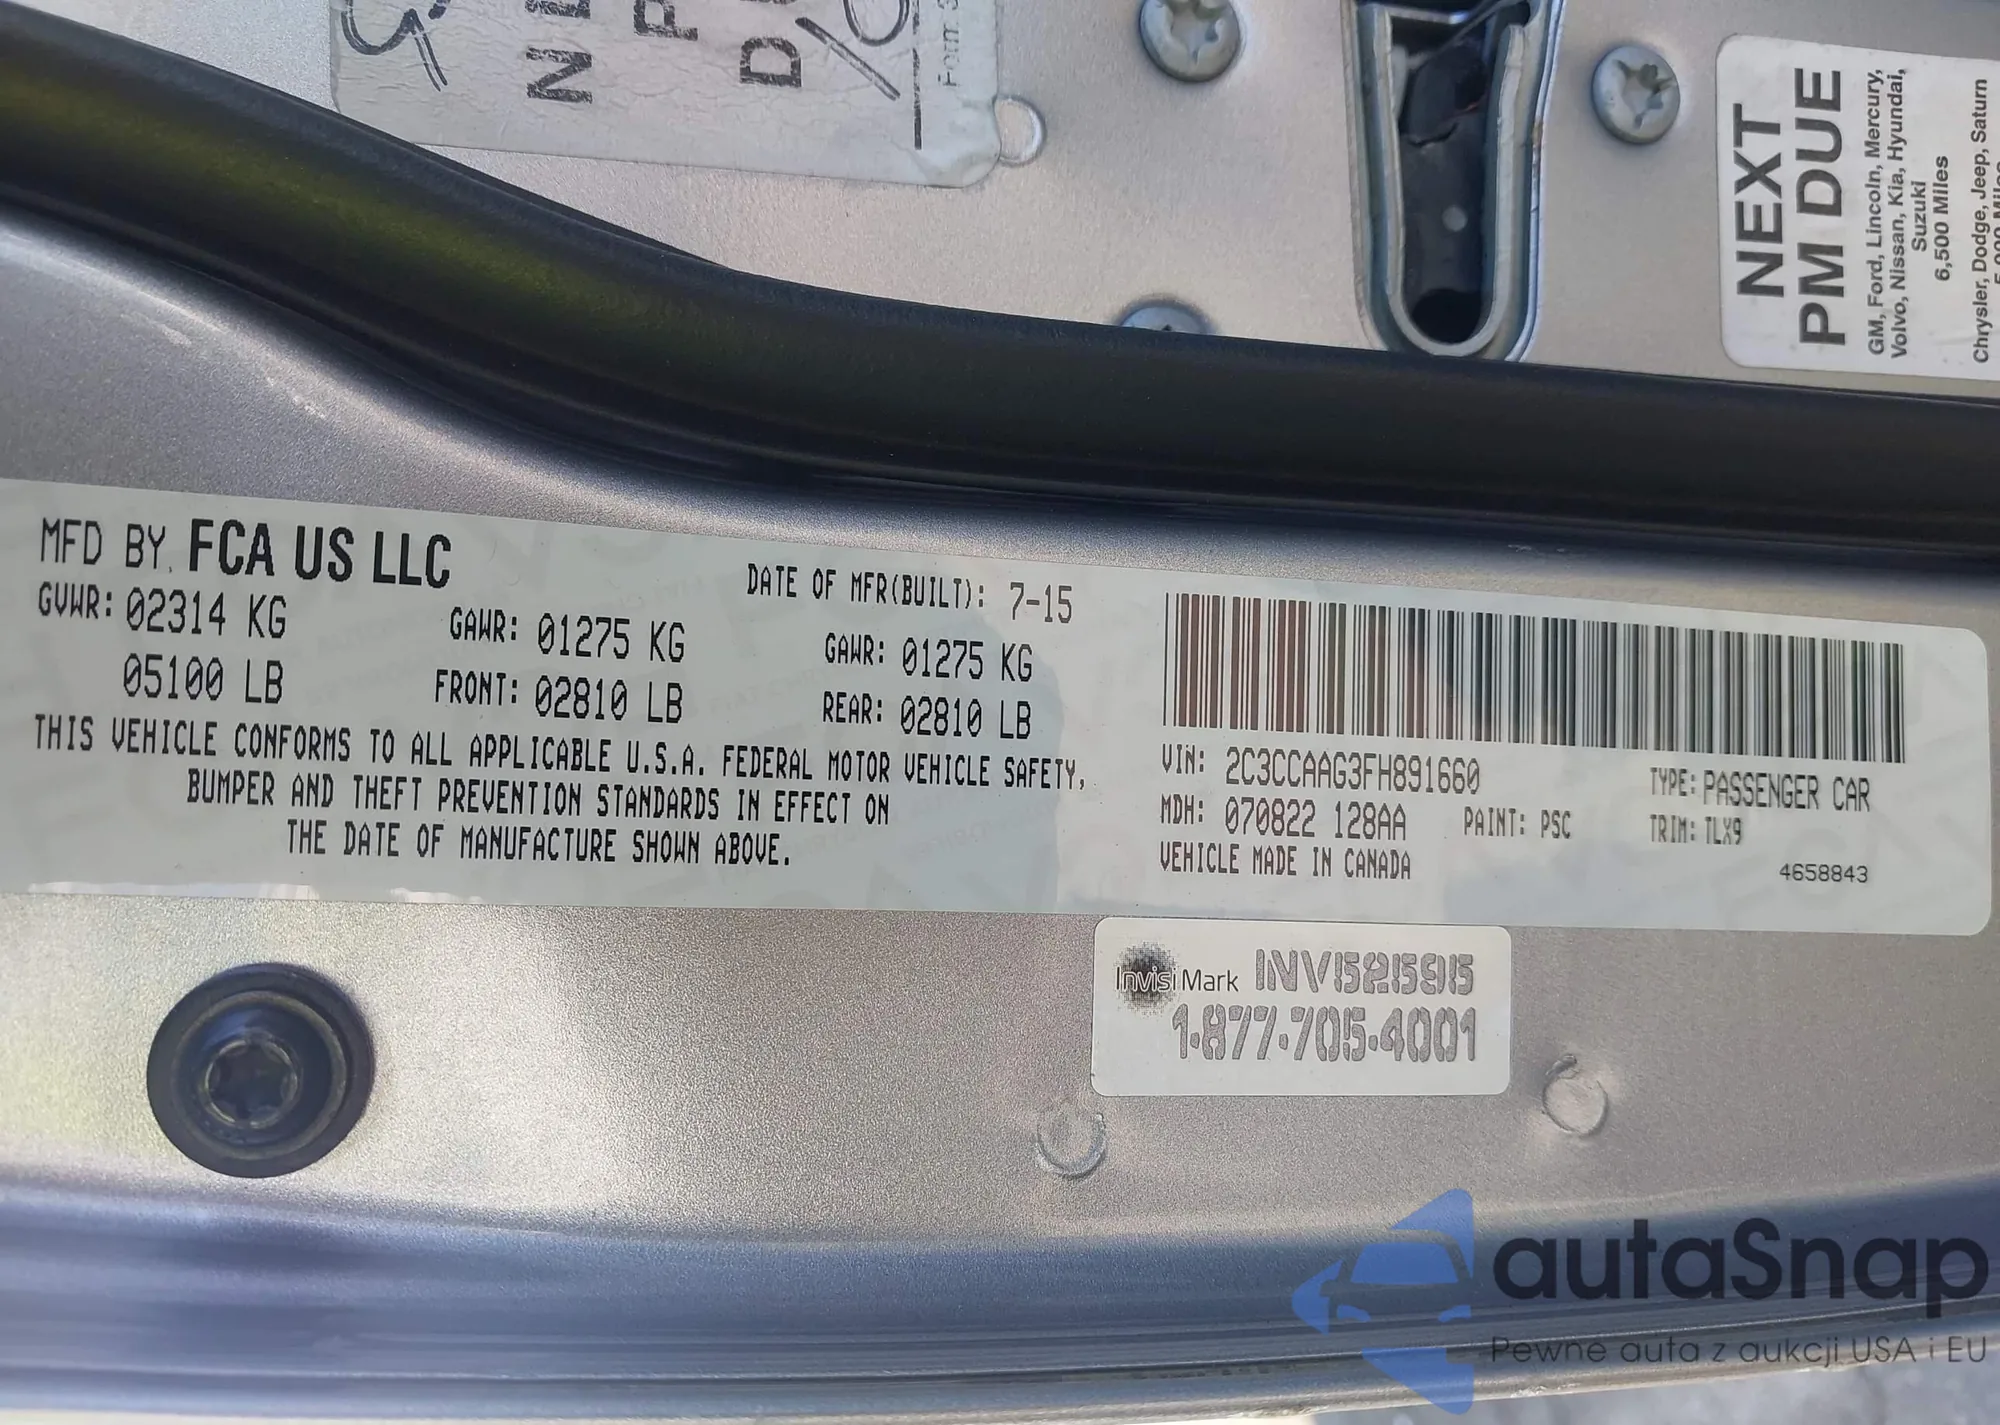 NEXT
PM DUE
GM, Ford, Lincoln, Mercury,
Volvo, Nissan, Kia, Hyundai,
Suzuki
6,500 Miles
Chrysler, Dodge, Jeep, Saturn
MFD BY FCA US LLC
DATE OF MFR(BUILT): 7-15
GVWR: 02314 KG
05100 LB
GAWR: 01275 KG
FRONT: 02810 LB
GAWR: 01275 KG
REAR: 02810 LB
THIS VEHICLE CONFORMS TO ALL APPLICABLE U.S.A. FEDERAL MOTOR VEHICLE SAFETY,
BUMPER AND THEFT PREVENTION STANDARDS IN EFFECT ON
THE DATE OF MANUFACTURE SHOWN ABOVE.
VIN: 2C3CCAAG3FH891660
TYPE: PASSENGER CAR
MDH: 070822 128AA
PAINT: PSC
TRIM: TLX9
VEHICLE MADE IN CANADA
4658843
InvisiMark INV52595
1-877-705-4001
autaSnap
Pewne auta z aukcji USA i EU